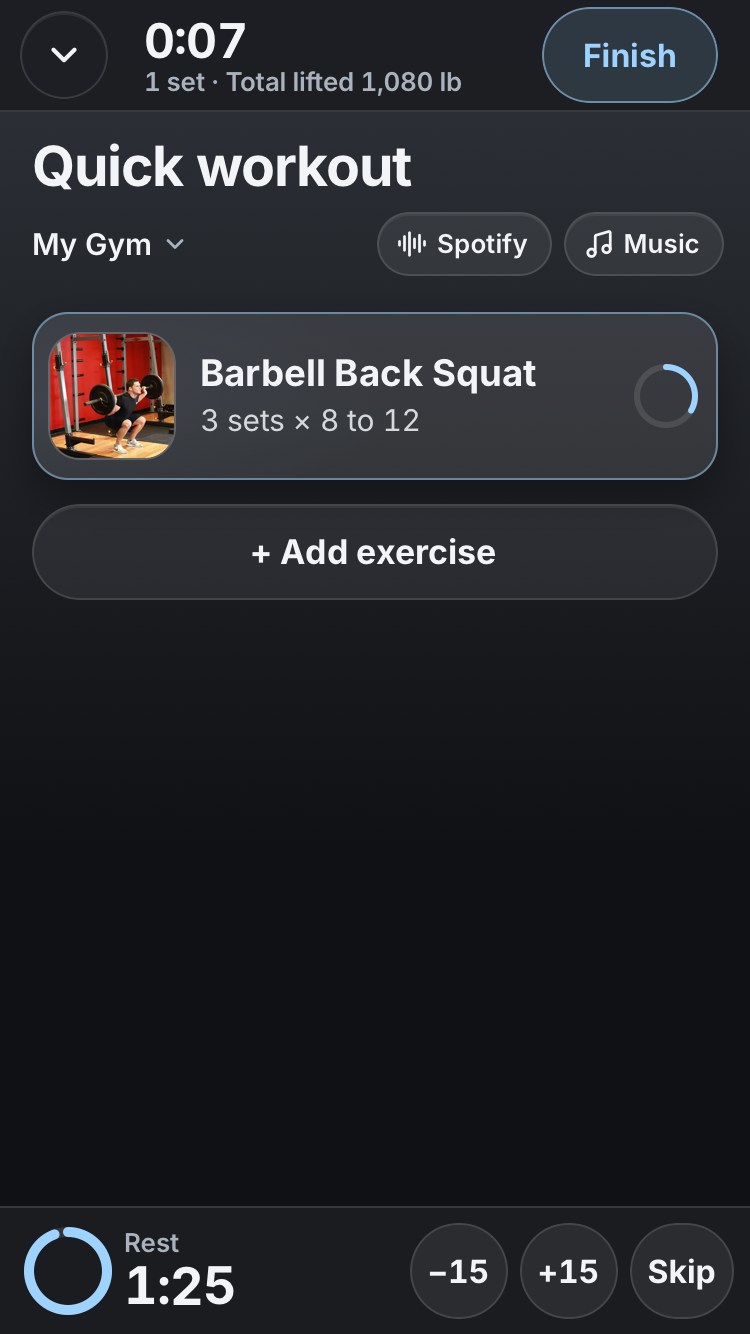 0:07
1 set · Total lifted 1,080 lb
Finish
Quick workout
My Gym
Spotify
Music
Barbell Back Squat
3 sets × 8 to 12
+ Add exercise
Rest
1:25
−15
+15
Skip